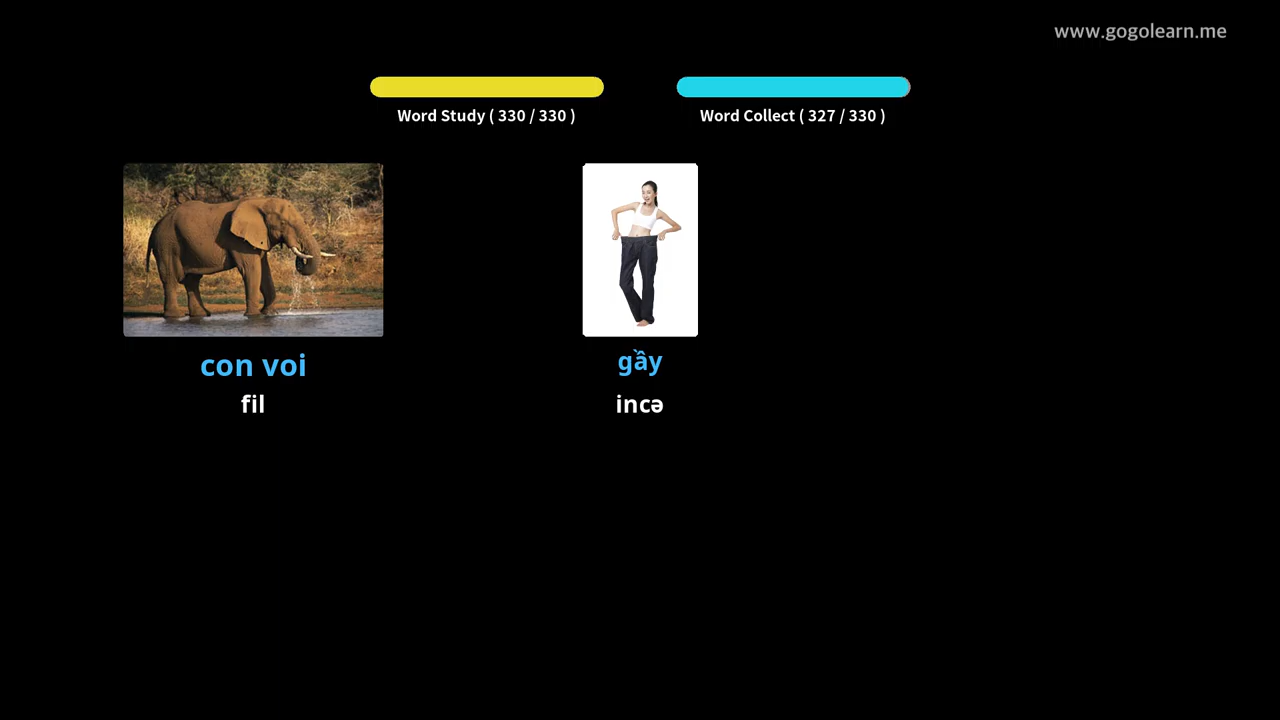 www.gogolearn.me
Word Study ( 330 / 330 )
Word Collect ( 327 / 330 )
con voi
gầy
fil
incə